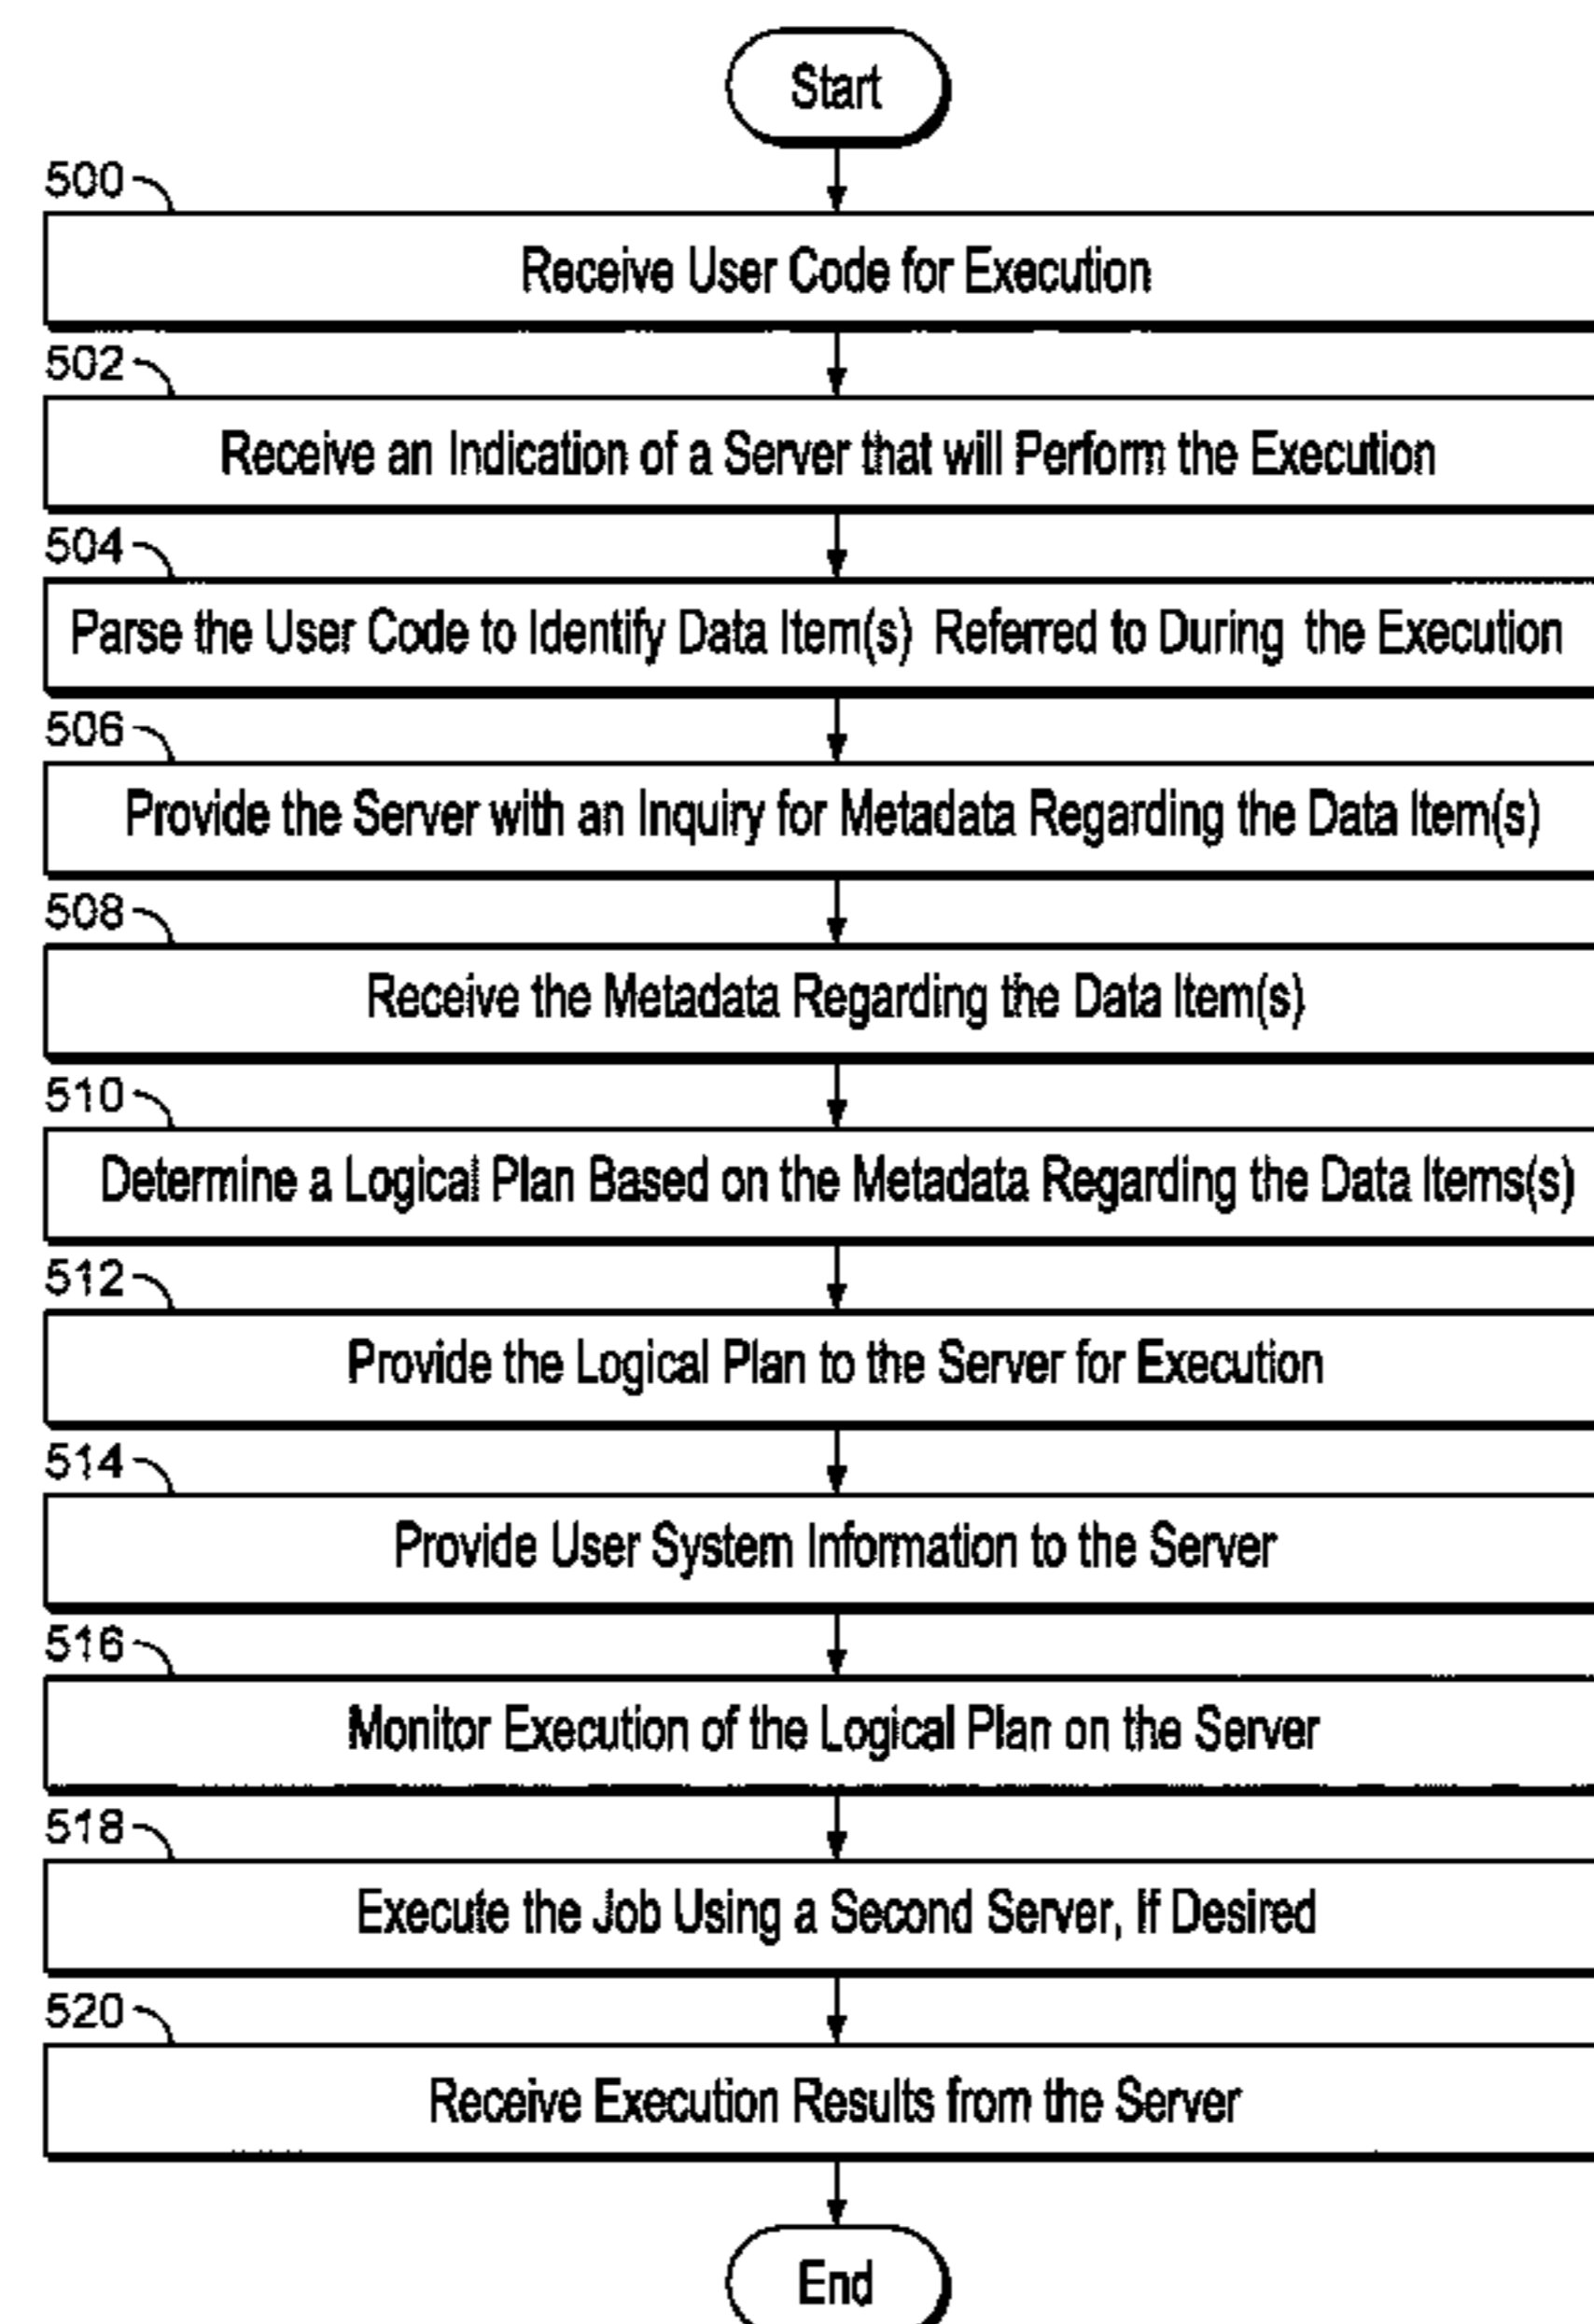 Start
500
Receive User Code for Execution
502
Receive an Indication of a Server that will Perform the Execution
504
Parse the User Code to Identify Data Item(s) Referred to During the Execution
506
Provide the Server with an Inquiry for Metadata Regarding the Data Item(s)
508
Receive the Metadata Regarding the Data Item(s)
510
Determine a Logical Plan Based on the Metadata Regarding the Data Items(s)
512
Provide the Logical Plan to the Server for Execution
514
Provide User System Information to the Server
516
Monitor Execution of the Logical Plan on the Server
518
Execute the Job Using a Second Server, If Desired
520
Receive Execution Results from the Server
End